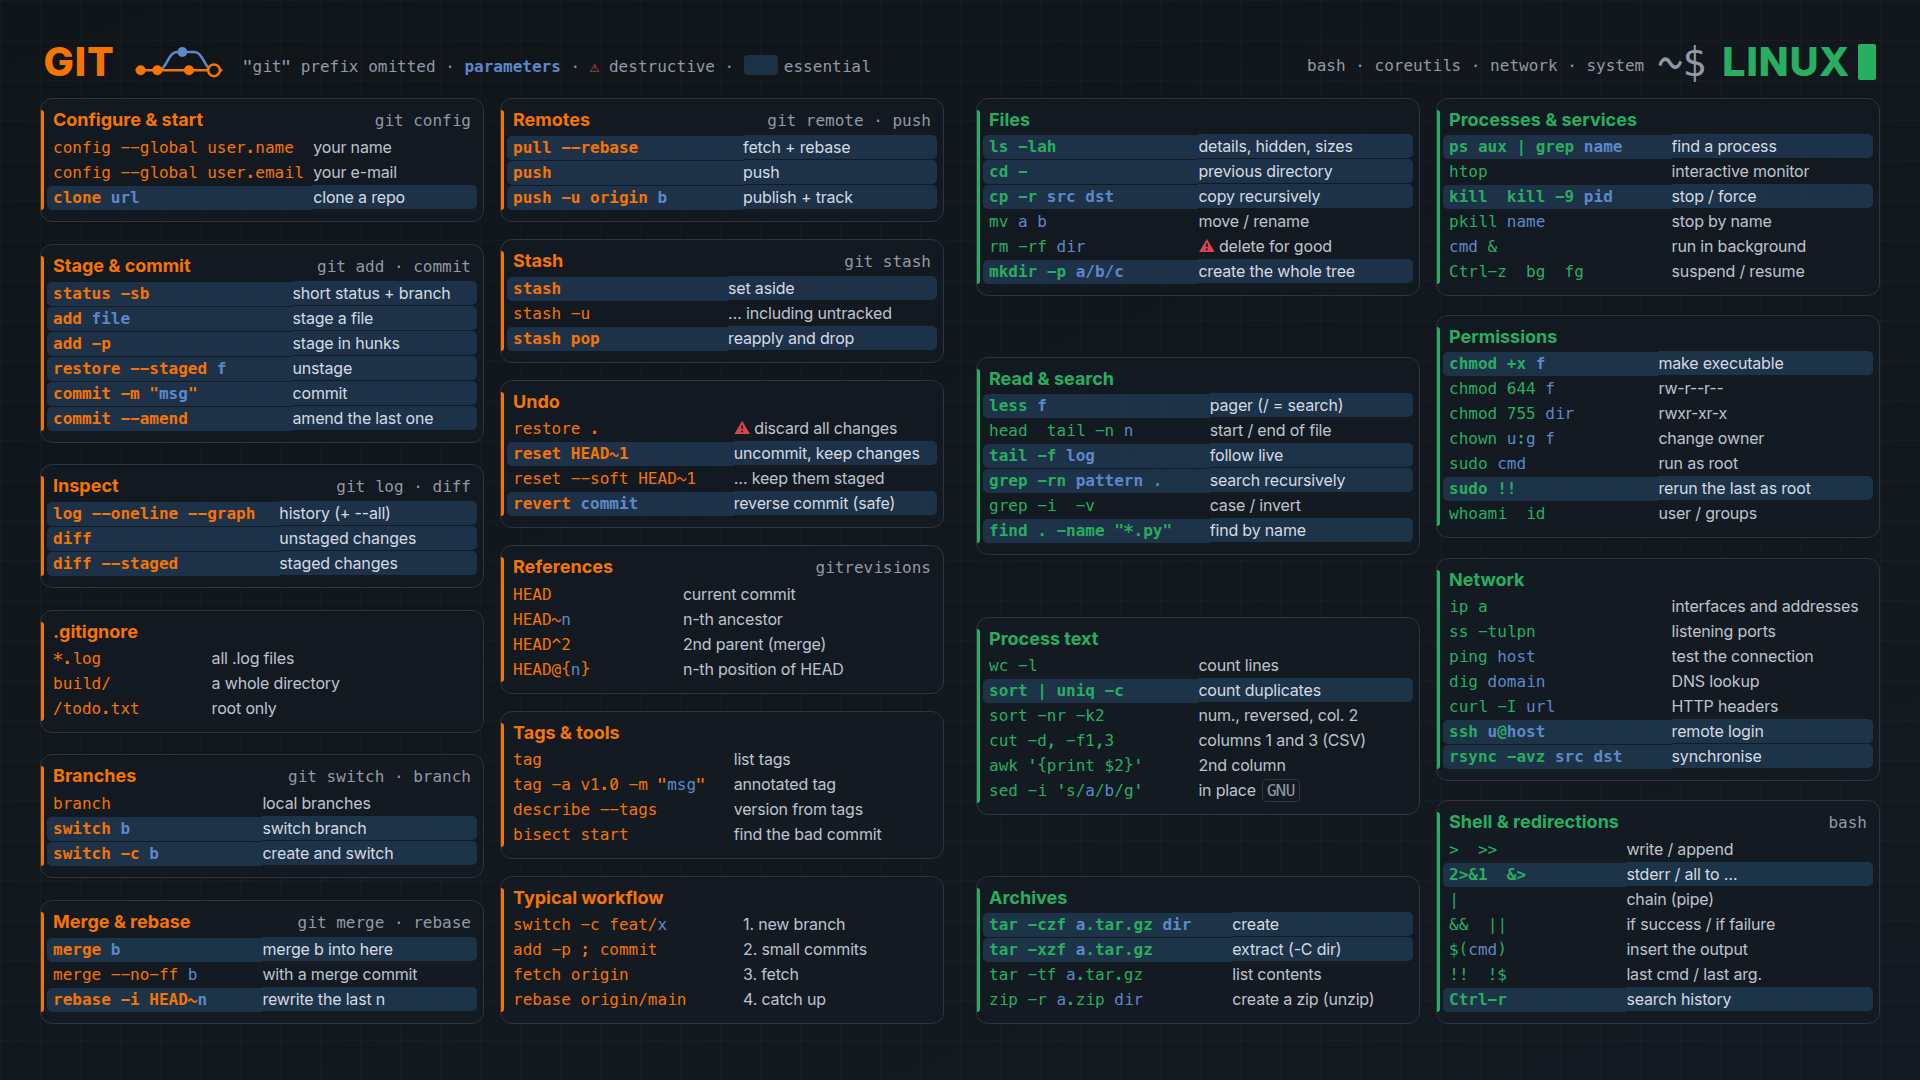 GIT "git" prefix omitted · parameters · ⚠ destructive · essential
bash · coreutils · network · system ~$ LINUX
Configure & start git config
config --global user.name your name
config --global user.email your e-mail
clone url clone a repo
Stage & commit git add · commit
status -sb short status + branch
add file stage a file
add -p stage in hunks
restore --staged f unstage
commit -m "msg" commit
commit --amend amend the last one
Inspect git log · diff
log --oneline --graph history (+ --all)
diff unstaged changes
diff --staged staged changes
.gitignore
*.log all .log files
build/ a whole directory
/todo.txt root only
Branches git switch · branch
branch local branches
switch b switch branch
switch -c b create and switch
Merge & rebase git merge · rebase
merge b merge b into here
merge --no-ff b with a merge commit
rebase -i HEAD~n rewrite the last n
Remotes git remote · push
pull --rebase fetch + rebase
push push
push -u origin b publish + track
Stash git stash
stash set aside
stash -u ... including untracked
stash pop reapply and drop
Undo
restore . ⚠ discard all changes
reset HEAD~1 uncommit, keep changes
reset --soft HEAD~1 ... keep them staged
revert commit reverse commit (safe)
References gitrevisions
HEAD current commit
HEAD~n n-th ancestor
HEAD^2 2nd parent (merge)
HEAD@{n} n-th position of HEAD
Tags & tools
tag list tags
tag -a v1.0 -m "msg" annotated tag
describe --tags version from tags
bisect start find the bad commit
Typical workflow
switch -c feat/x 1. new branch
add -p ; commit 2. small commits
fetch origin 3. fetch
rebase origin/main 4. catch up
Files
ls -lah details, hidden, sizes
cd - previous directory
cp -r src dst copy recursively
mv a b move / rename
rm -rf dir ⚠ delete for good
mkdir -p a/b/c create the whole tree
Read & search
less f pager (/ = search)
head tail -n n start / end of file
tail -f log follow live
grep -rn pattern . search recursively
grep -i -v case / invert
find . -name "*.py" find by name
Process text
wc -l count lines
sort | uniq -c count duplicates
sort -nr -k2 num., reversed, col. 2
cut -d, -f1,3 columns 1 and 3 (CSV)
awk '{print $2}' 2nd column
sed -i 's/a/b/g' in place GNU
Archives
tar -czf a.tar.gz dir create
tar -xzf a.tar.gz extract (-C dir)
tar -tf a.tar.gz list contents
zip -r a.zip dir create a zip (unzip)
Processes & services
ps aux | grep name find a process
htop interactive monitor
kill kill -9 pid stop / force
pkill name stop by name
cmd & run in background
Ctrl-z bg fg suspend / resume
Permissions
chmod +x f make executable
chmod 644 f rw-r--r--
chmod 755 dir rwxr-xr-x
chown u:g f change owner
sudo cmd run as root
sudo !! rerun the last as root
whoami id user / groups
Network
ip a interfaces and addresses
ss -tulpn listening ports
ping host test the connection
dig domain DNS lookup
curl -I url HTTP headers
ssh u@host remote login
rsync -avz src dst synchronise
Shell & redirections bash
> >> write / append
2>&1 &> stderr / all to ...
| chain (pipe)
&& || if success / if failure
$(cmd) insert the output
!! !$ last cmd / last arg.
Ctrl-r search history